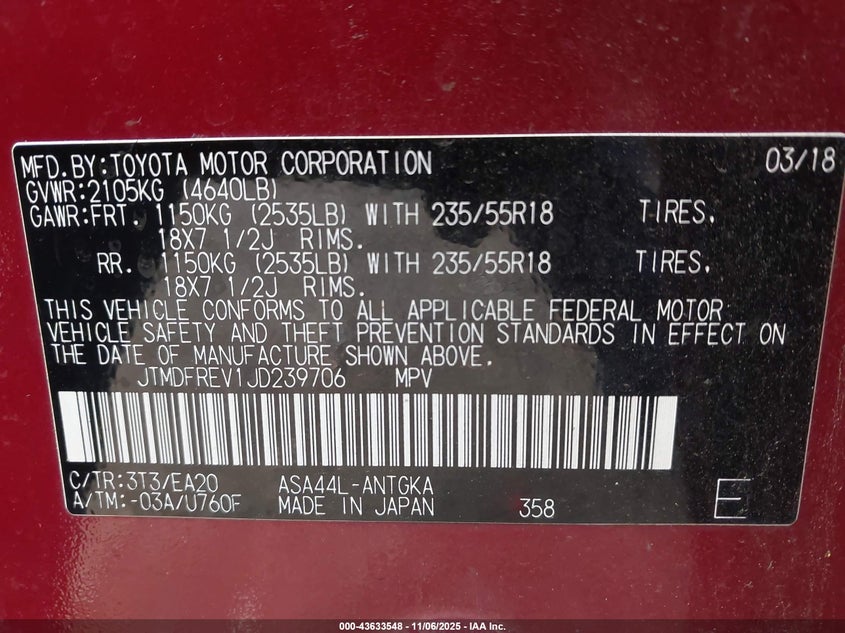 MFD.BY:TOYOTA MOTOR CORPORATION 03/18
GVWR:2105KG (4640LB)
GAWR:FRT. 1150KG (2535LB) WITH 235/55R18 TIRES,
18X7 1/2J RIMS.
RR. 1150KG (2535LB) WITH 235/55R18 TIRES,
18X7 1/2J RIMS.
THIS VEHICLE CONFORMS TO ALL APPLICABLE FEDERAL MOTOR
VEHICLE SAFETY AND THEFT PREVENTION STANDARDS IN EFFECT ON
THE DATE OF MANUFACTURE SHOWN ABOVE.
JTMDFREV1JD239706 MPV
C/TR:3T3/EA20 ASA44L-ANTGKA
A/TM:-03A/U760F MADE IN JAPAN 358 E
000-43633548 - 11/06/2025 - IAA Inc.